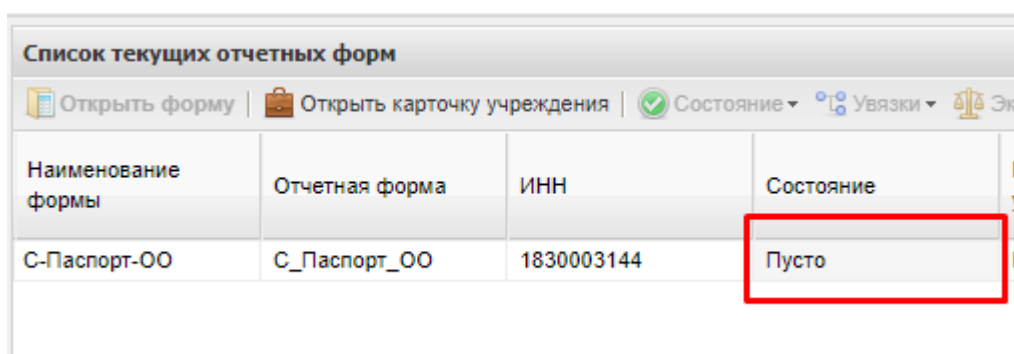 Список текущих отчетных форм
Открыть форму Открыть карточку учреждения Состояние Увязки
Наименование формы Отчетная форма ИНН Состояние
С-Паспорт-ОО С_Паспорт_ОО 1830003144 Пусто